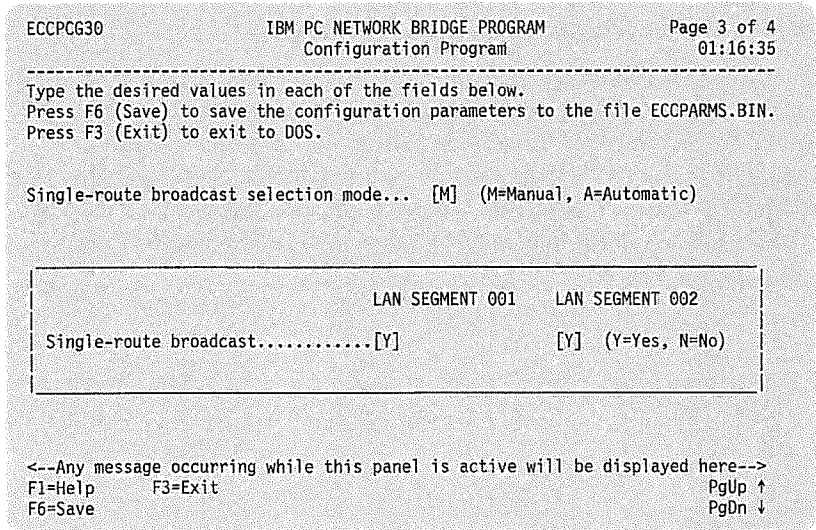 ECCPCG30 IBM PC NETWORK BRIDGE PROGRAM Page 3 of 4
Configuration Program 01:16:35
Type the desired values in each of the fields below.
Press F6 (Save) to save the configuration parameters to the file ECCPARMS.BIN.
Press F3 (Exit) to exit to DOS.
Single-route broadcast selection mode... [M] (M=Manual, A=Automatic)
LAN SEGMENT 001 LAN SEGMENT 002
Single-route broadcast............[Y] [Y] (Y=Yes, N=No)
<--Any message occurring while this panel is active will be displayed here-->
F1=Help F3=Exit PgUp ↑
F6=Save PgDn ↓